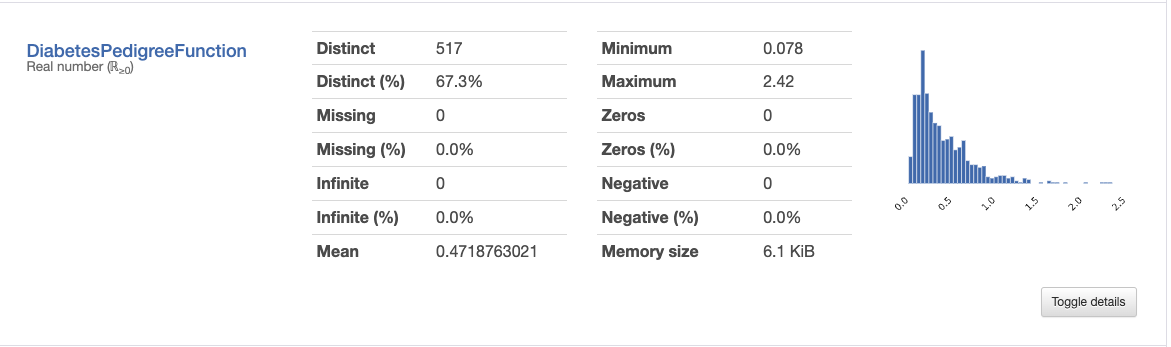 DiabetesPedigreeFunction
Real number (ℝ≥0)
Distinct 517
Distinct (%) 67.3%
Missing 0
Missing (%) 0.0%
Infinite 0
Infinite (%) 0.0%
Mean 0.4718763021
Minimum 0.078
Maximum 2.42
Zeros 0
Zeros (%) 0.0%
Negative 0
Negative (%) 0.0%
Memory size 6.1 KiB
0.0 0.5 1.0 1.5 2.0 2.5
Toggle details